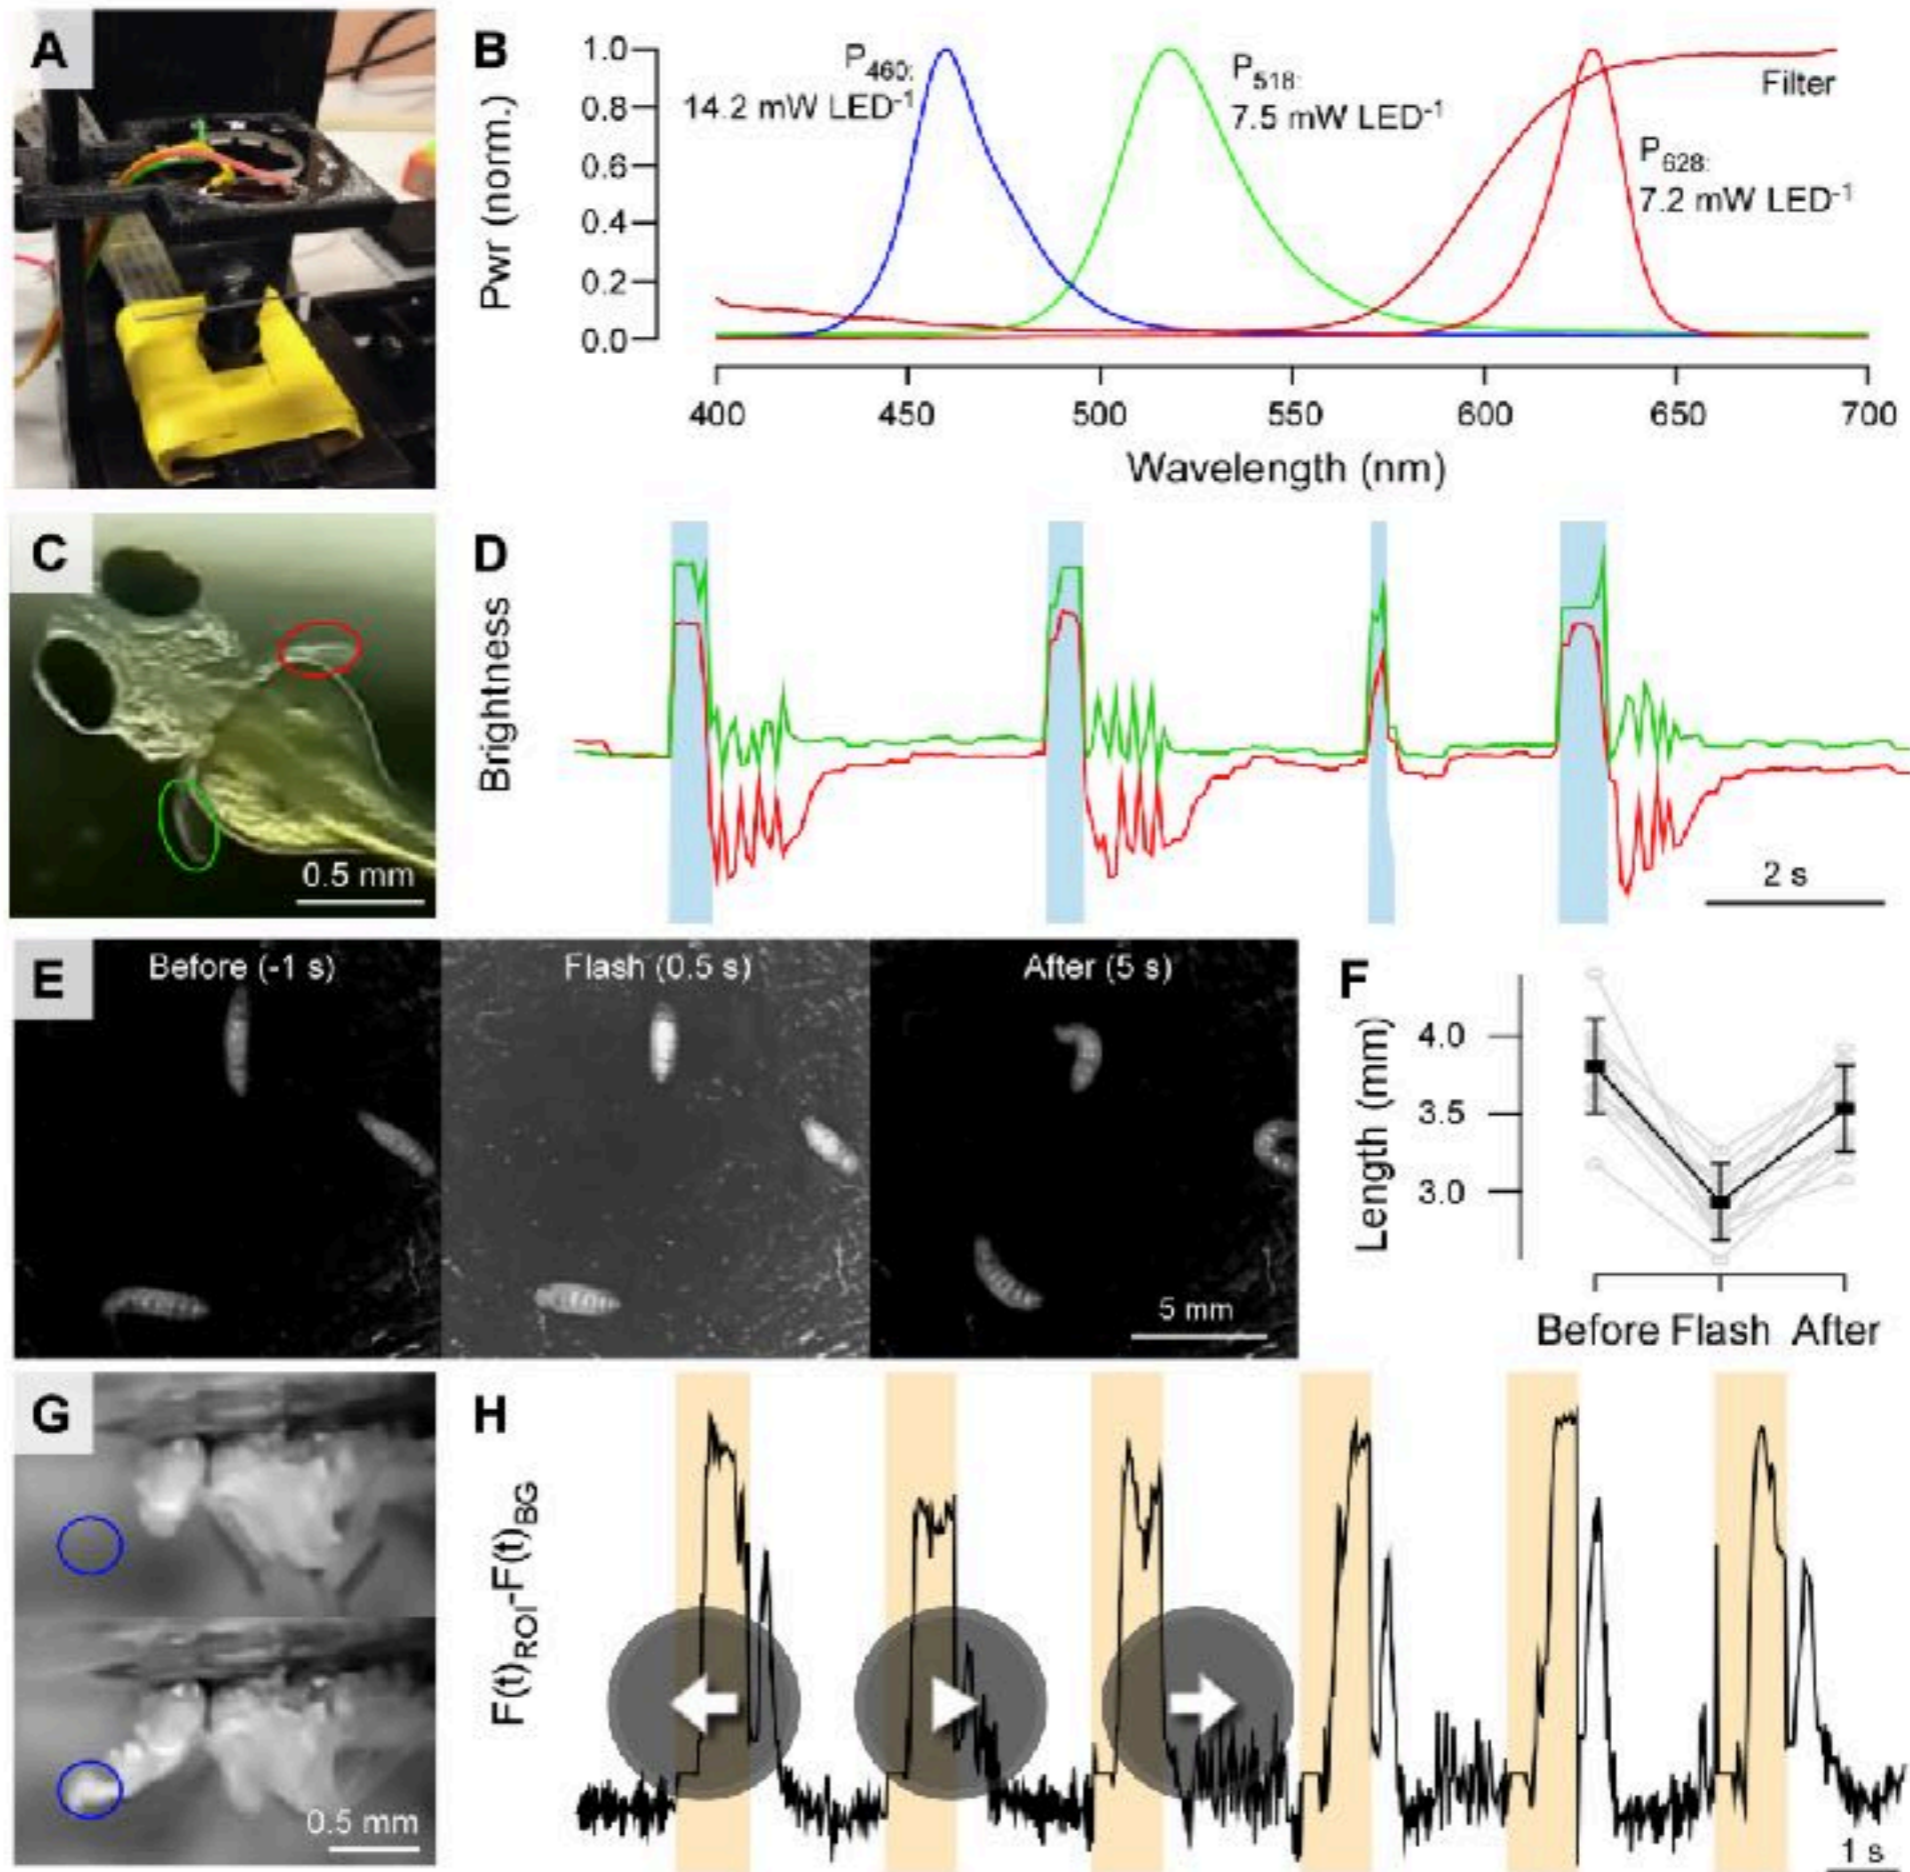 A
B
Pwr (norm.)
1.0
0.8
0.6
0.4
0.2
0.0
P460:
14.2 mW LED-1
P518:
7.5 mW LED-1
Filter
P628:
7.2 mW LED-1
400 450 500 550 600 650 700
Wavelength (nm)
C
0.5 mm
D
Brightness
2 s
E
Before (-1 s)
Flash (0.5 s)
After (5 s)
5 mm
F
Length (mm)
4.0
3.5
3.0
Before Flash After
G
0.5 mm
H
F(t)ROI-F(t)BG
1 s